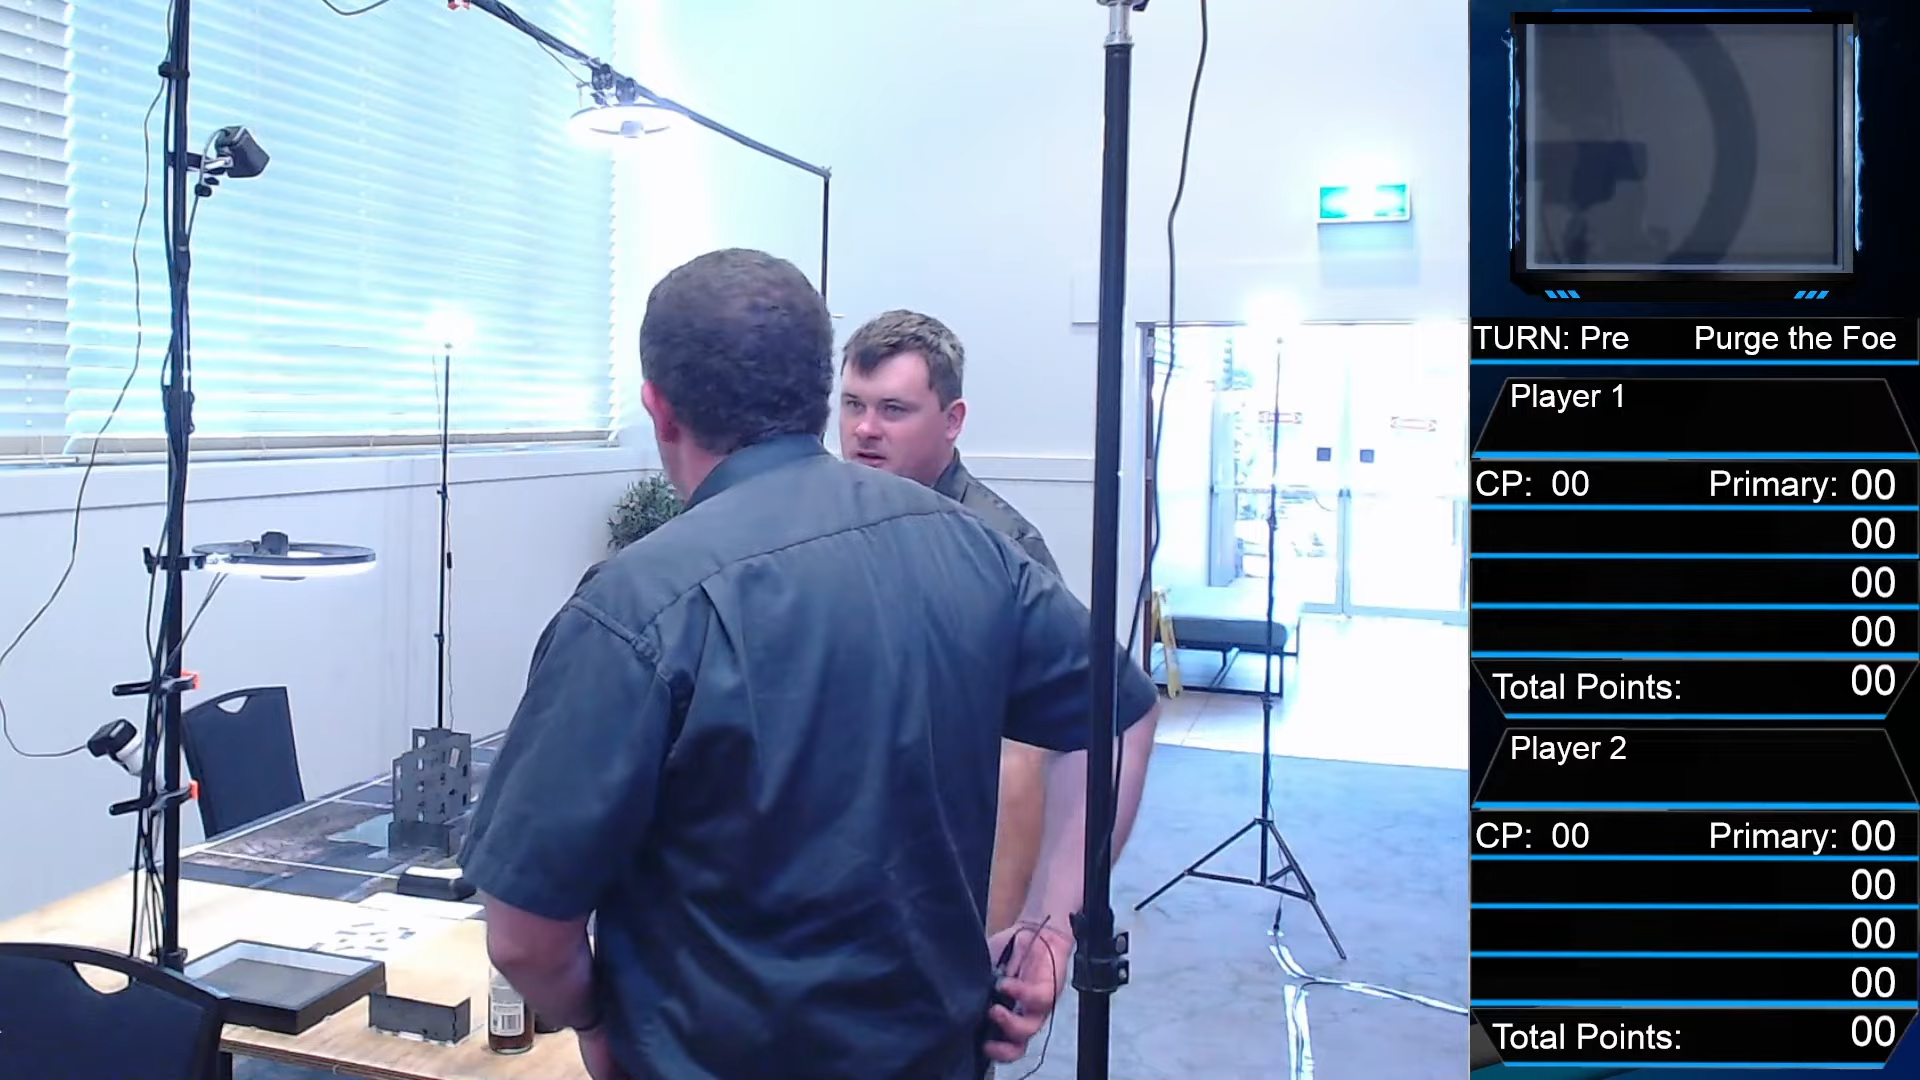 TURN: Pre Purge the Foe
Player 1
CP: 00 Primary: 00
00
00
00
Total Points: 00
Player 2
CP: 00 Primary: 00
00
00
00
Total Points: 00